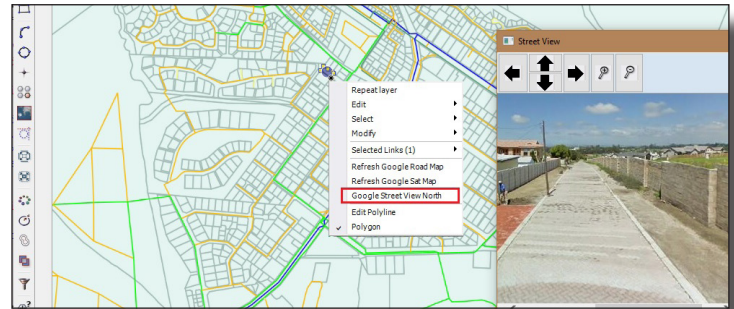 Street View
Repeat layer
Edit
Select
Modify
Selected Links (1)
Refresh Google Road Map
Refresh Google Sat Map
Google Street View North
Edit Polyline
Polygon